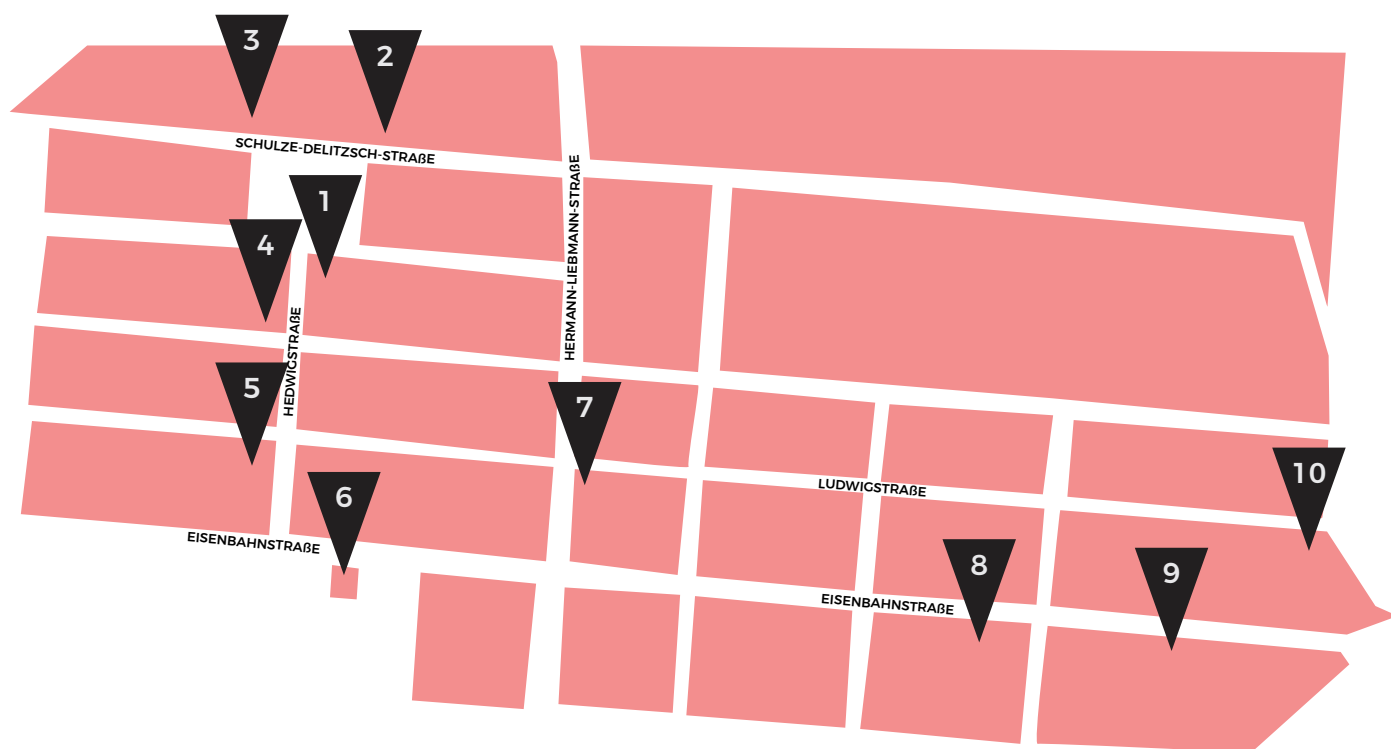 3
2
SCHULZE-DELITZSCH-STRAßE
HERMANN-LIEBMANN-STRAßE
1
4
HEDWIGSTRAßE
5
7
6
LUDWIGSTRAßE
10
EISENBAHNSTRAßE
8
9
EISENBAHNSTRAßE